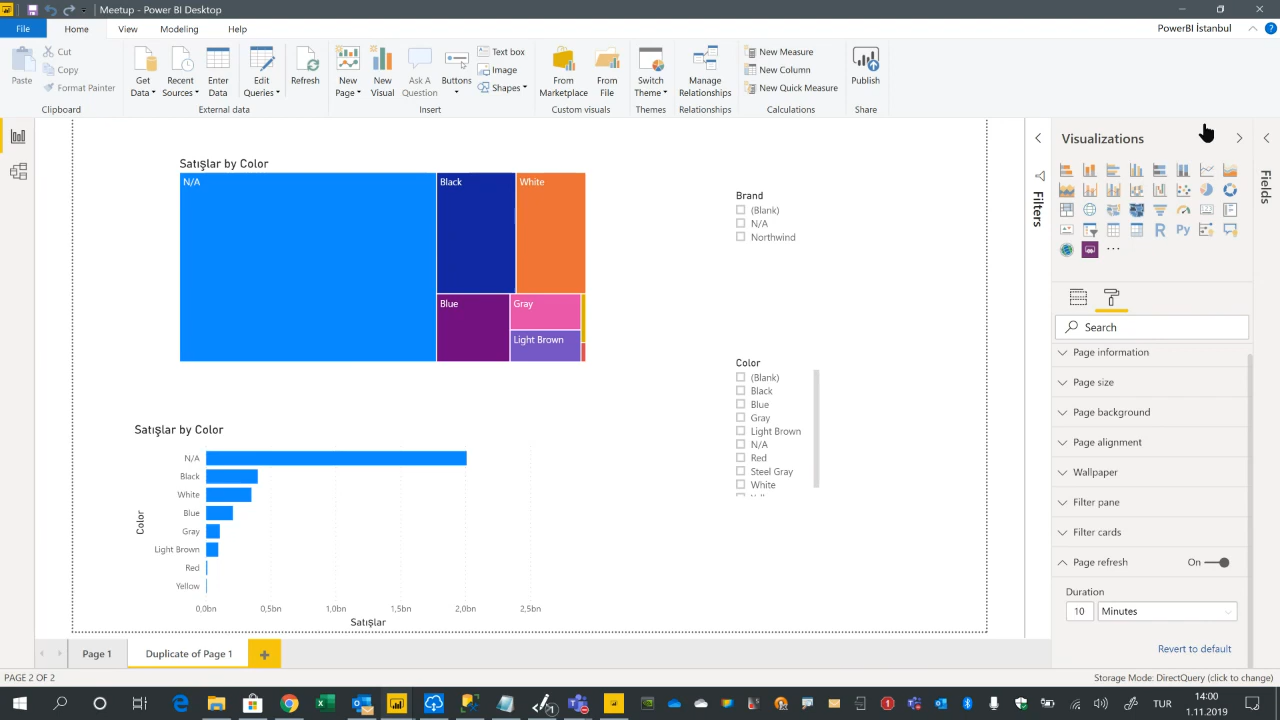 Meetup - Power BI Desktop
File
Home
View
Modeling
Help
PowerBI İstanbul
Paste
Cut
Copy
Format Painter
Clipboard
Get Data
Recent Sources
Enter Data
Edit Queries
Refresh
External data
New Page
New Visual
Ask A Question
Buttons
Text box
Image
Shapes
Insert
From Marketplace
From File
Custom visuals
Switch Theme
Themes
Manage Relationships
Relationships
New Measure
New Column
New Quick Measure
Calculations
Publish
Share
Satışlar by Color
N/A
Black
White
Blue
Gray
Light Brown
Brand
(Blank)
N/A
Northwind
Color
(Blank)
Black
Blue
Gray
Light Brown
N/A
Red
Steel Gray
White
Satışlar by Color
Color
N/A
Black
White
Blue
Gray
Light Brown
Red
Yellow
0,0bn
0,5bn
1,0bn
1,5bn
2,0bn
2,5bn
Satışlar
Filters
Visualizations
R
Py
Fields
Search
Page information
Page size
Page background
Page alignment
Wallpaper
Filter pane
Filter cards
Page refresh
On
Duration
10
Minutes
Revert to default
Page 1
Duplicate of Page 1
PAGE 2 OF 2
Storage Mode: DirectQuery (click to change)
TUR
14:00
1.11.2019